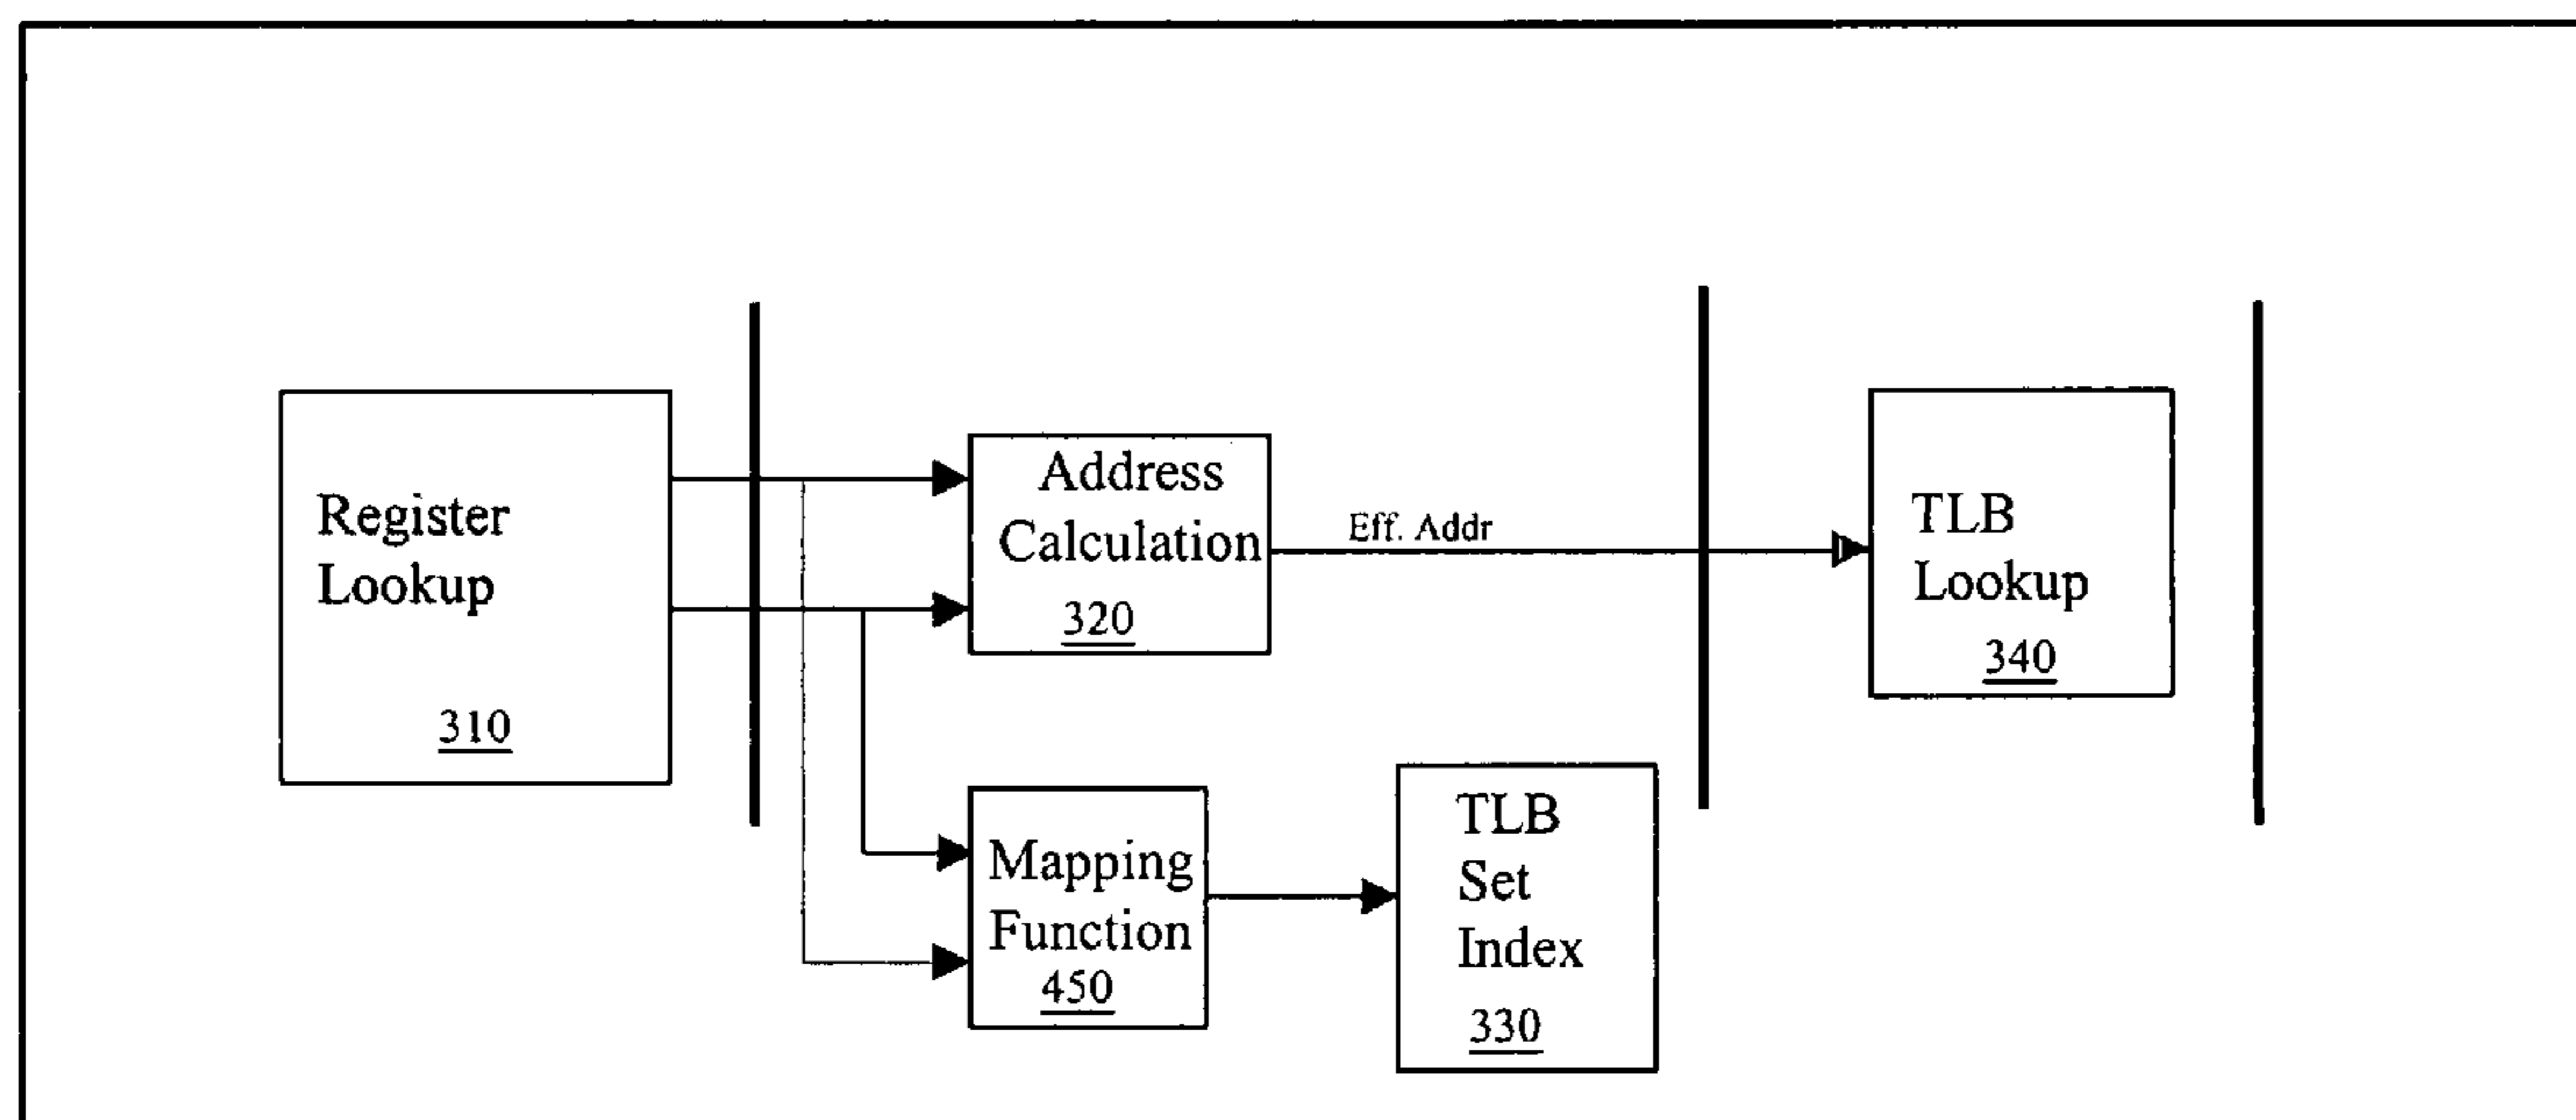 Register
Lookup
310
Address
Calculation
320
Eff. Addr
TLB
Lookup
340
Mapping
Function
450
TLB
Set
Index
330